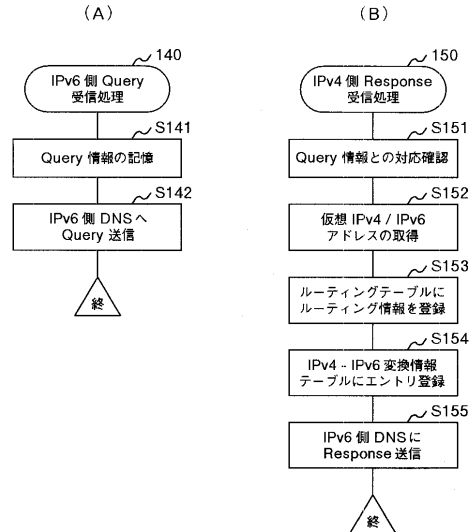 (A)
140
IPv6 側 Query
受信処理
S141
Query 情報の記憶
S142
IPv6 側 DNS へ
Query 送信
終
(B)
150
IPv4 側 Response
受信処理
S151
Query 情報との対応確認
S152
仮想 IPv4 / IPv6
アドレスの取得
S153
ルーティングテーブルに
ルーティング情報を登録
S154
IPv4 - IPv6 変換情報
テーブルにエントリ登録
S155
IPv6 側 DNS に
Response 送信
終